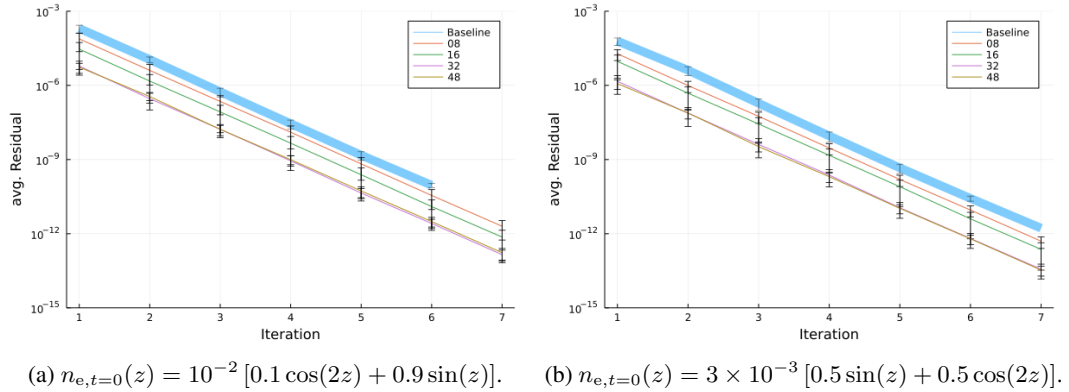 10⁻³
10⁻⁶
10⁻⁹
10⁻¹²
10⁻¹⁵
avg. Residual
1 2 3 4 5 6 7
Iteration
Baseline
08
16
32
48
10⁻³
10⁻⁶
10⁻⁹
10⁻¹²
10⁻¹⁵
avg. Residual
1 2 3 4 5 6 7
Iteration
Baseline
08
16
32
48
(a) nₑ,ₜ₌₀(z) = 10⁻² [0.1 cos(2z) + 0.9 sin(z)].
(b) nₑ,ₜ₌₀(z) = 3 × 10⁻³ [0.5 sin(z) + 0.5 cos(2z)].